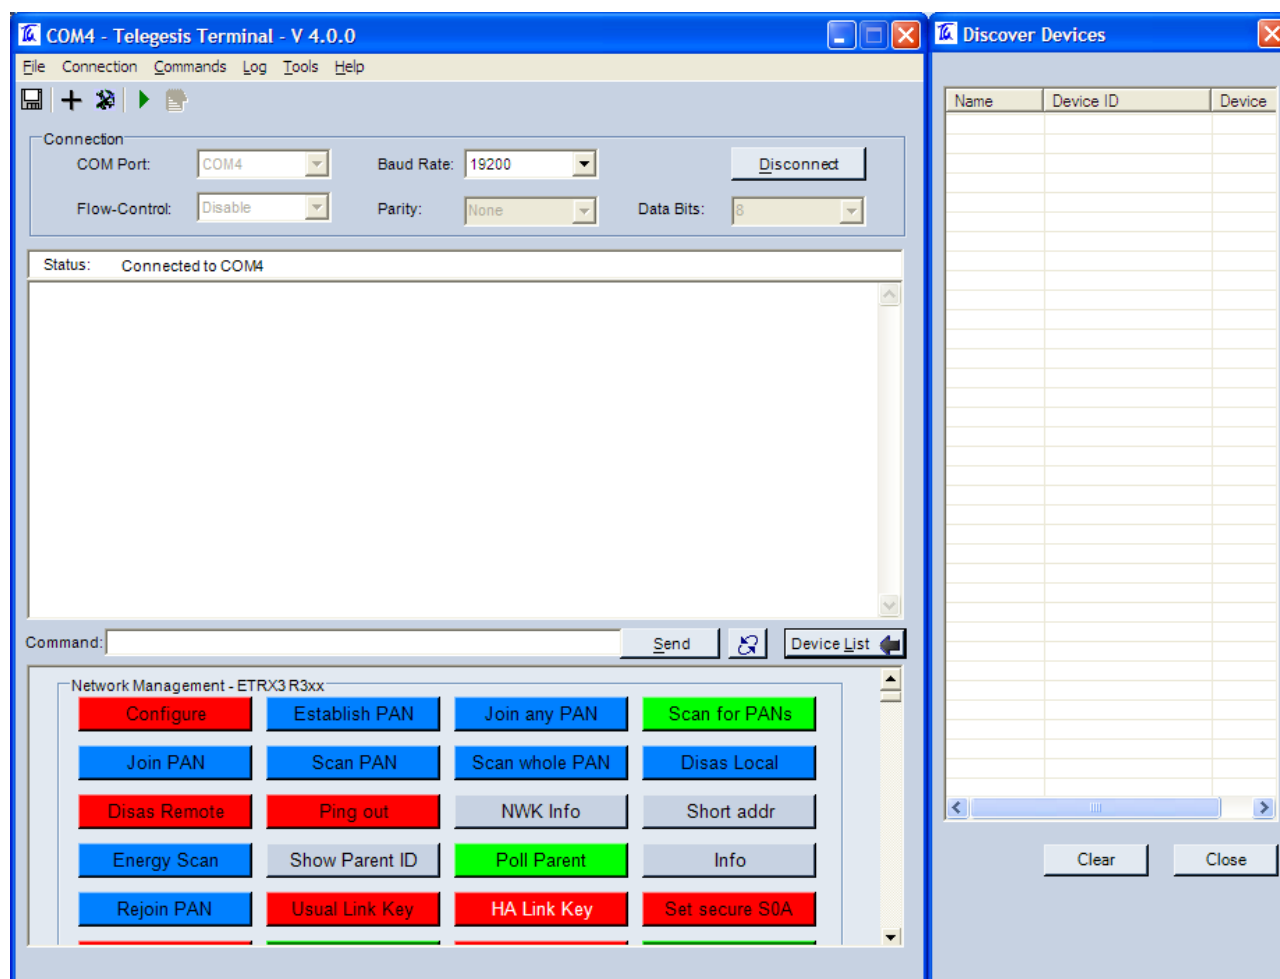 COM4 - Telegesis Terminal - V 4.0.0
File Connection Commands Log Tools Help
Connection
COM Port: COM4 Baud Rate: 19200 Disconnect
Flow-Control: Disable Parity: None Data Bits: 8
Status: Connected to COM4
Command: Send Device List
Network Management - ETRX3 R3xx
Configure Establish PAN Join any PAN Scan for PANs
Join PAN Scan PAN Scan whole PAN Disas Local
Disas Remote Ping out NWK Info Short addr
Energy Scan Show Parent ID Poll Parent Info
Rejoin PAN Usual Link Key HA Link Key Set secure S0A
Discover Devices
Name Device ID Device
Clear Close